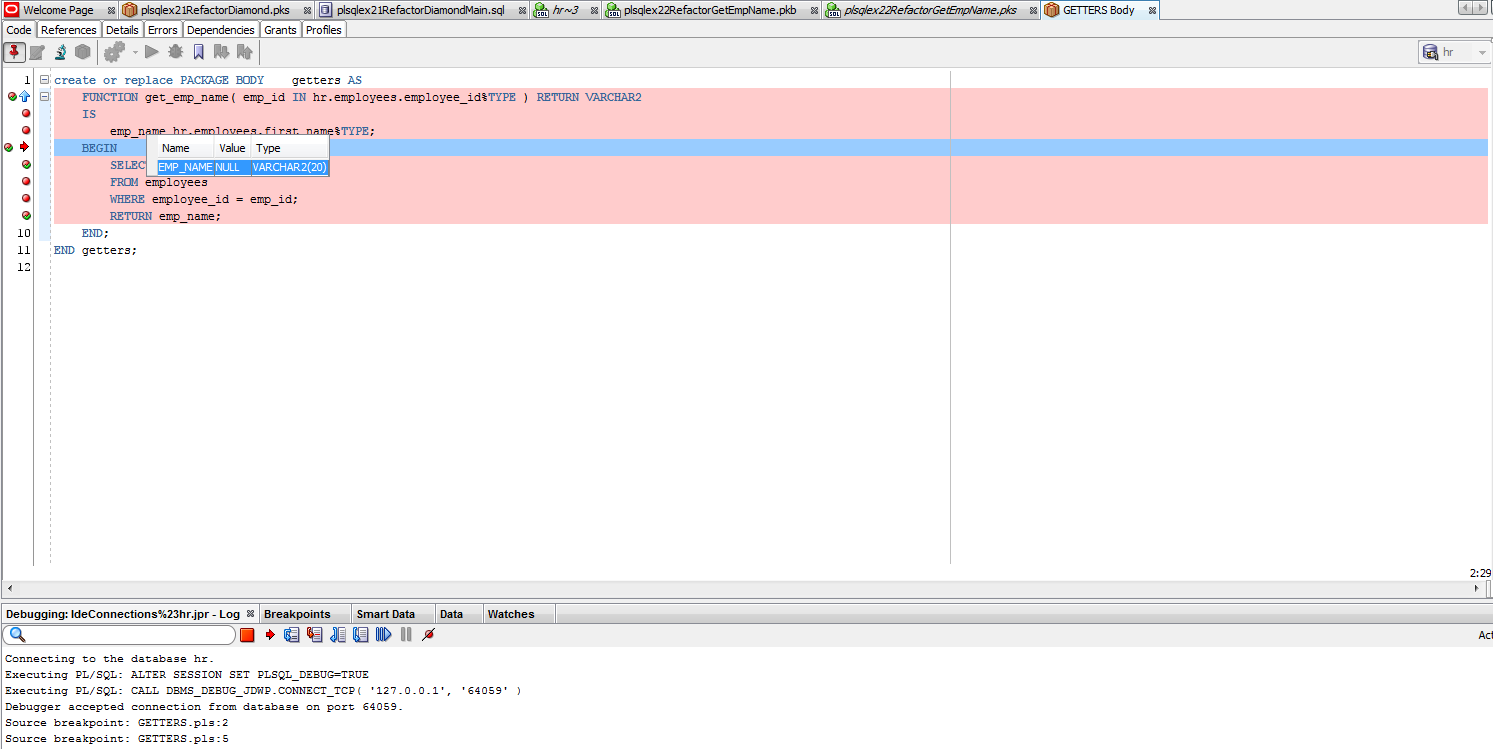 Welcome Page plsqlex21RefactorDiamond.pks plsqlex21RefactorDiamondMain.sql hr~3 plsqlex22RefactorGetEmpName.pkb plsqlex22RefactorGetEmpName.pks GETTERS Body
Code References Details Errors Dependencies Grants Profiles
hr
1 create or replace PACKAGE BODY    getters AS
FUNCTION get_emp_name( emp_id IN hr.employees.employee_id%TYPE ) RETURN VARCHAR2
IS
emp_name hr.employees.first_name%TYPE;
BEGIN
Name Value Type
SELECT
EMP_NAME NULL VARCHAR2(20)
FROM employees
WHERE employee_id = emp_id;
RETURN emp_name;
10 END;
11 END getters;
12
2:29
Debugging: IdeConnections%23hr.jpr - Log Breakpoints Smart Data Data Watches
Act
Connecting to the database hr.
Executing PL/SQL: ALTER SESSION SET PLSQL_DEBUG=TRUE
Executing PL/SQL: CALL DBMS_DEBUG_JDWP.CONNECT_TCP( '127.0.0.1', '64059' )
Debugger accepted connection from database on port 64059.
Source breakpoint: GETTERS.pls:2
Source breakpoint: GETTERS.pls:5